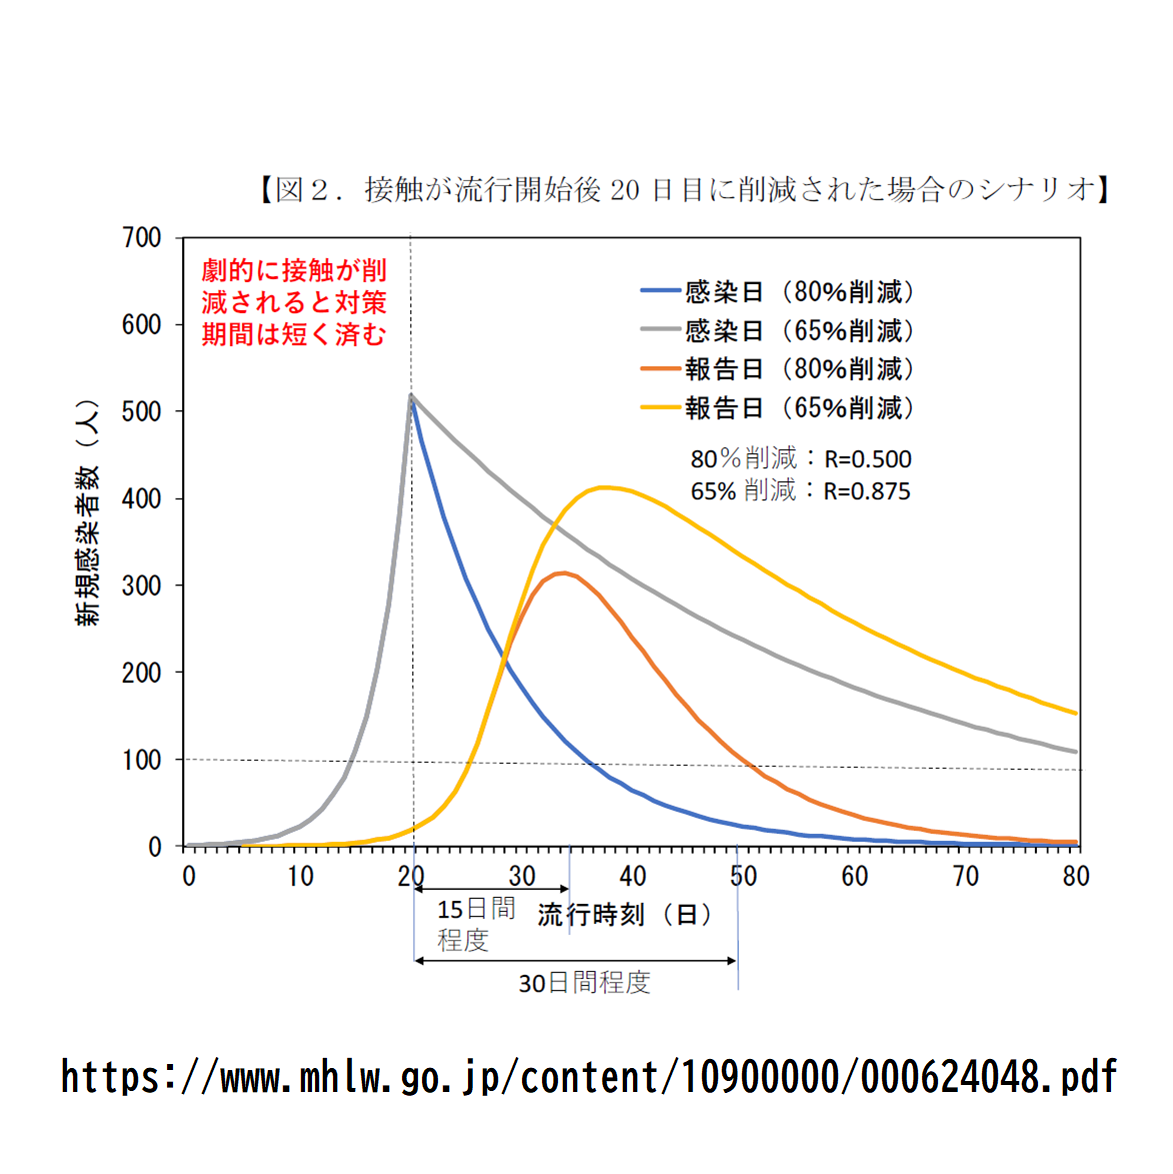 【図２．接触が流行開始後 20 日目に削減された場合のシナリオ】
700
劇的に接触が削
減されると対策
期間は短く済む
感染日（80%削減）
感染日（65%削減）
報告日（80%削減）
報告日（65%削減）
80％削減：R=0.500
65% 削減：R=0.875
600
500
400
300
200
100
0
新規感染者数（人）
0 10 20 30 40 50 60 70 80
15日間
程度
流行時刻（日）
30日間程度
https://www.mhlw.go.jp/content/10900000/000624048.pdf